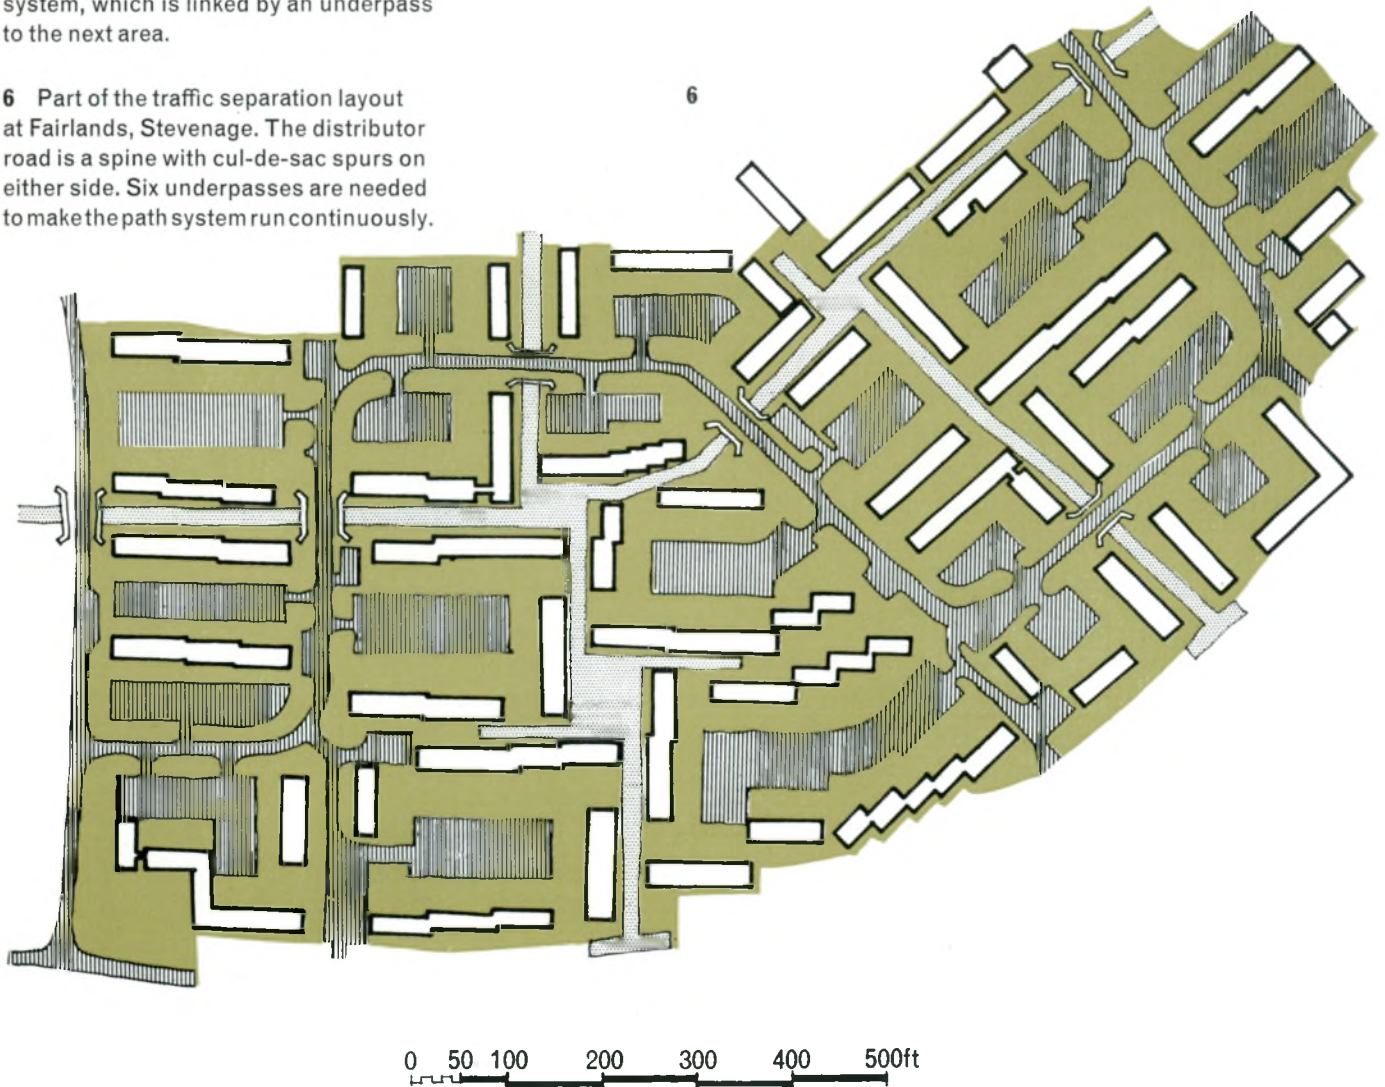 system, which is linked by an underpass
to the next area.
6 Part of the traffic separation layout
at Fairlands, Stevenage. The distributor
road is a spine with cul-de-sac spurs on
either side. Six underpasses are needed
to make the path system run continuously.
6
0 50 100 200 300 400 500ft